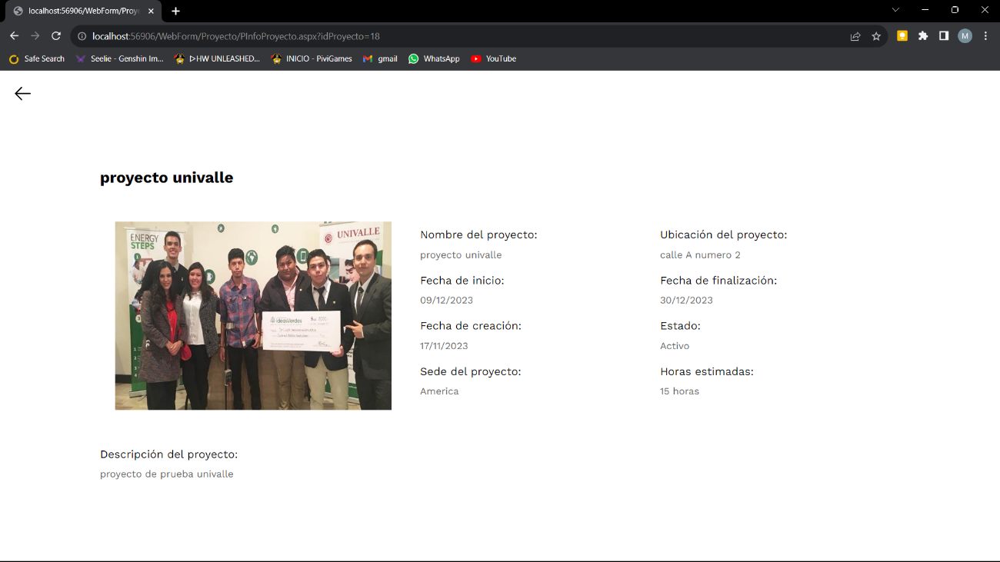 localhost:56906/WebForm/Proy
localhost:56906/WebForm/Proyecto/PInfoProyecto.aspx?idProyecto=18
M
Safe Search
Seelie - Genshin Im...
ᐅHW UNLEASHED...
INICIO - PiviGames
gmail
WhatsApp
YouTube
proyecto univalle
ENERGY
STEPS
UNIVALLE
ideasVerdes
Nombre del proyecto:
proyecto univalle
Ubicación del proyecto:
calle A numero 2
Fecha de inicio:
09/12/2023
Fecha de finalización:
30/12/2023
Fecha de creación:
17/11/2023
Estado:
Activo
Sede del proyecto:
America
Horas estimadas:
15 horas
Descripción del proyecto:
proyecto de prueba univalle